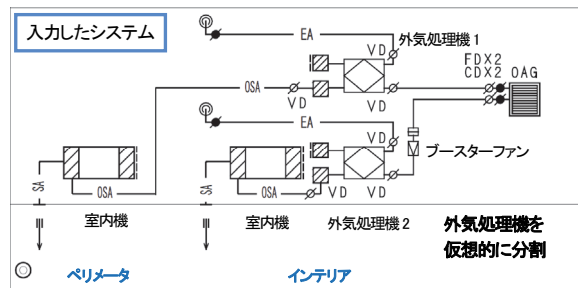 入力したシステム
EA
外気処理機1
VD
FDX2
CDX2 OAG
OSA
VD
VD
EA
VD
ブースターファン
SA
OSA
SA
OSA
VD
VD
室内機
室内機
外気処理機2
外気処理機を
仮想的に分割
ペリメータ
インテリア